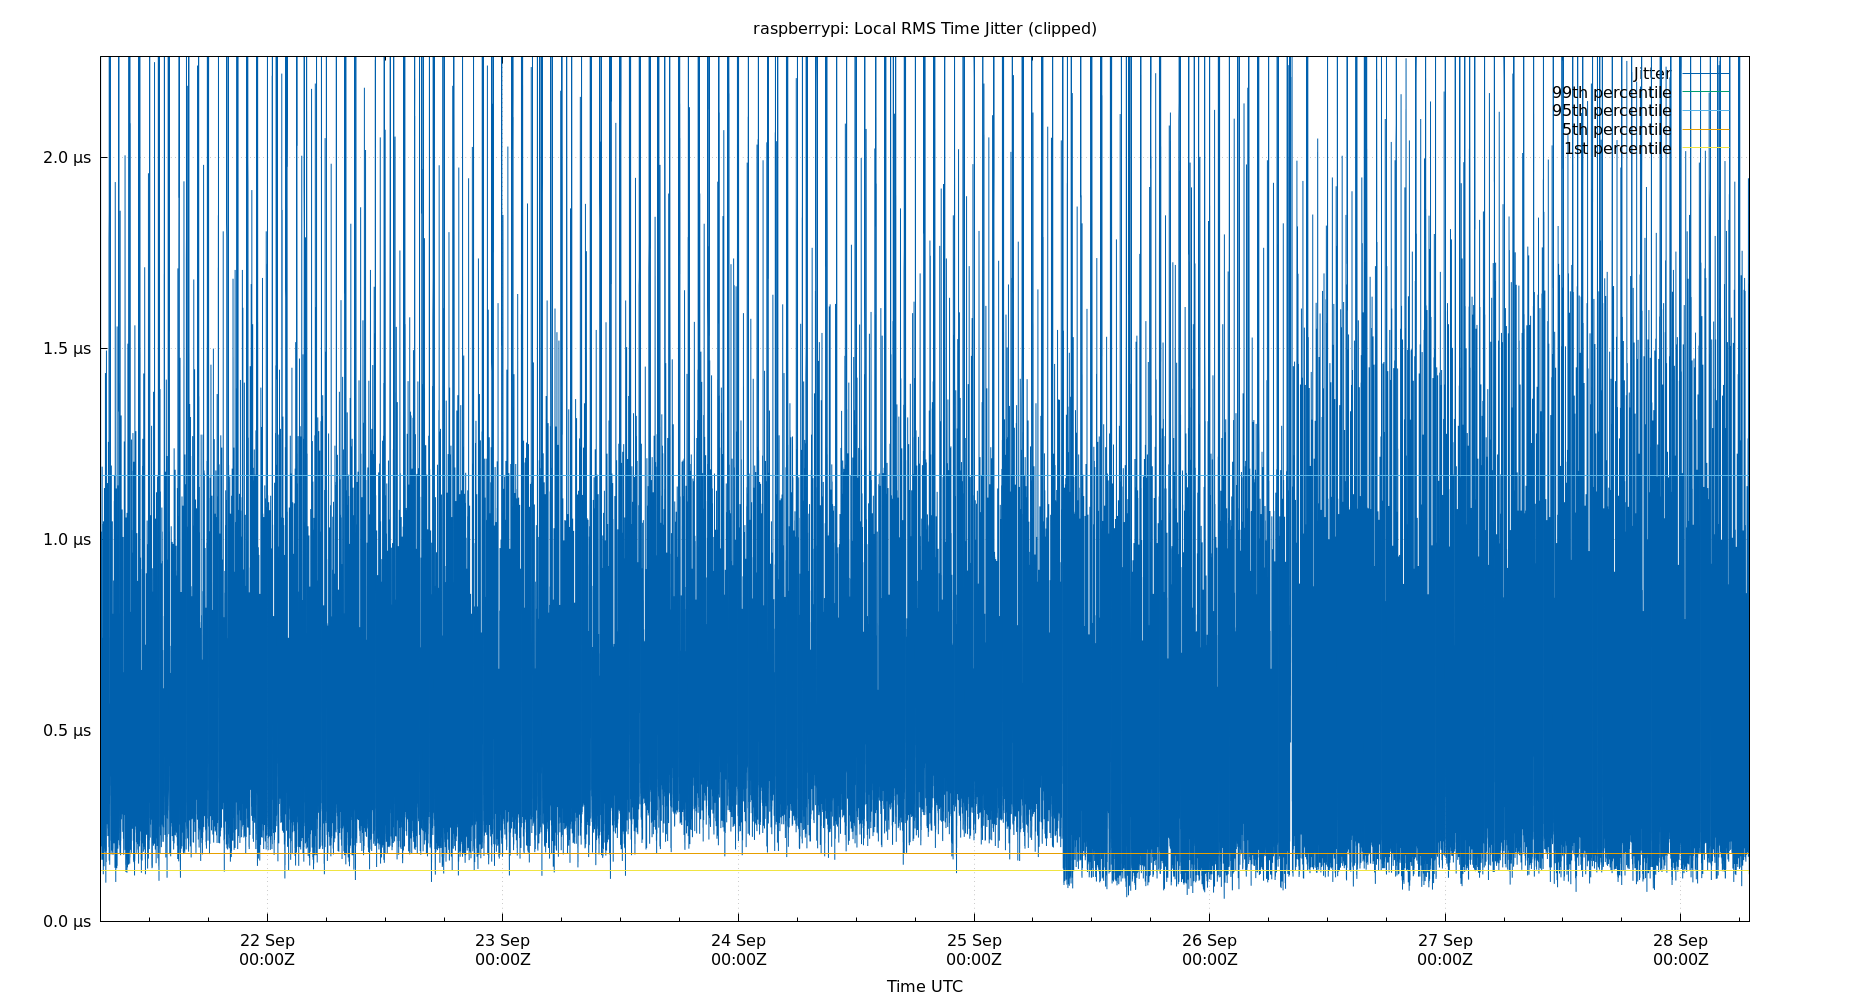 raspberrypi: Local RMS Time Jitter (clipped)
Jitter
99th percentile
95th percentile
5th percentile
1st percentile
2.0 µs
1.5 µs
1.0 µs
0.5 µs
0.0 µs
22 Sep 23 Sep 24 Sep 25 Sep 26 Sep 27 Sep 28 Sep
00:00Z 00:00Z 00:00Z 00:00Z 00:00Z 00:00Z 00:00Z
Time UTC